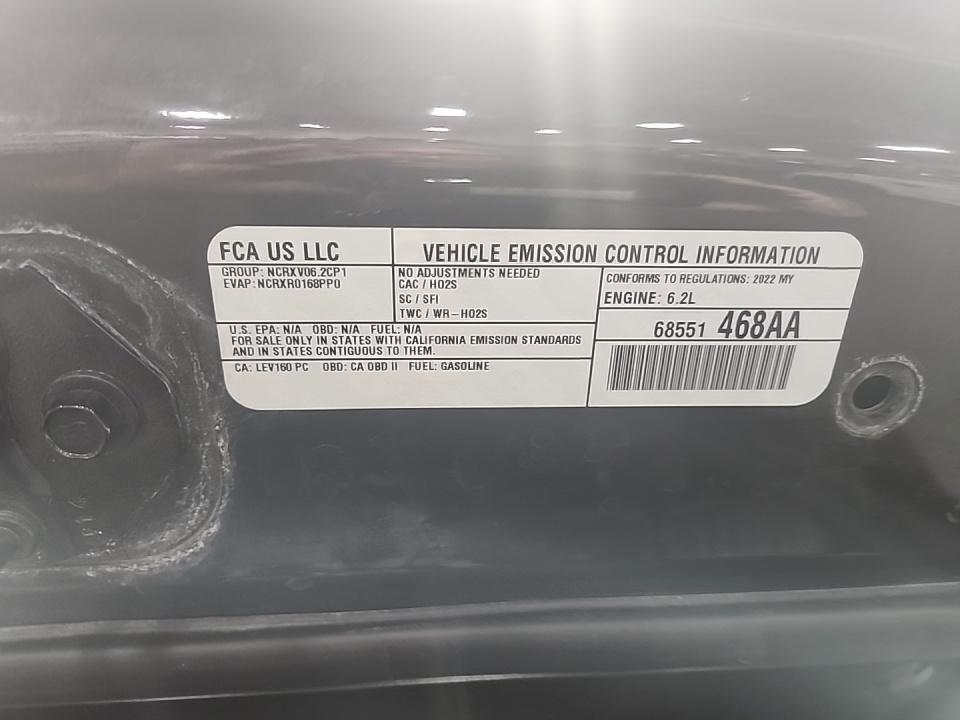 FCA US LLC
VEHICLE EMISSION CONTROL INFORMATION
GROUP: NCRXV06.2CP1
EVAP: NCRXR0168PP0
NO ADJUSTMENTS NEEDED
CAC / HO2S
SC / SFI
TWC / WR-HO2S
CONFORMS TO REGULATIONS: 2022 MY
ENGINE: 6.2L
68551 468AA
U.S. EPA: N/A OBD: N/A FUEL: N/A
FOR SALE ONLY IN STATES WITH CALIFORNIA EMISSION STANDARDS
AND IN STATES CONTIGUOUS TO THEM.
CA: LEV160 PC OBD: CA OBD II FUEL: GASOLINE